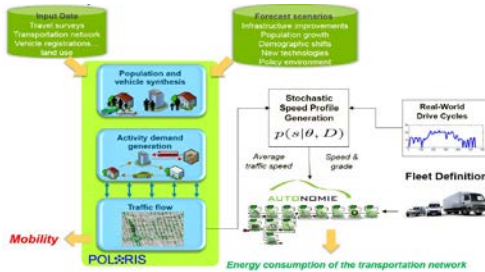 Input Data
Travel surveys
Transportation network
Vehicle registrations...
land use
Forecast scenarios
Infrastructure improvements
Population growth
Demographic shifts
New technologies
Policy environment
Population and
vehicle synthesis
Activity demand
generation
Traffic flow
Mobility
POLARIS
Stochastic
Speed Profile
Generation
p(s|θ, D)
Average
traffic speed
Speed &
grade
Real-World
Drive Cycles
Fleet Definition
AUTONOMIE
Energy consumption of the transportation network